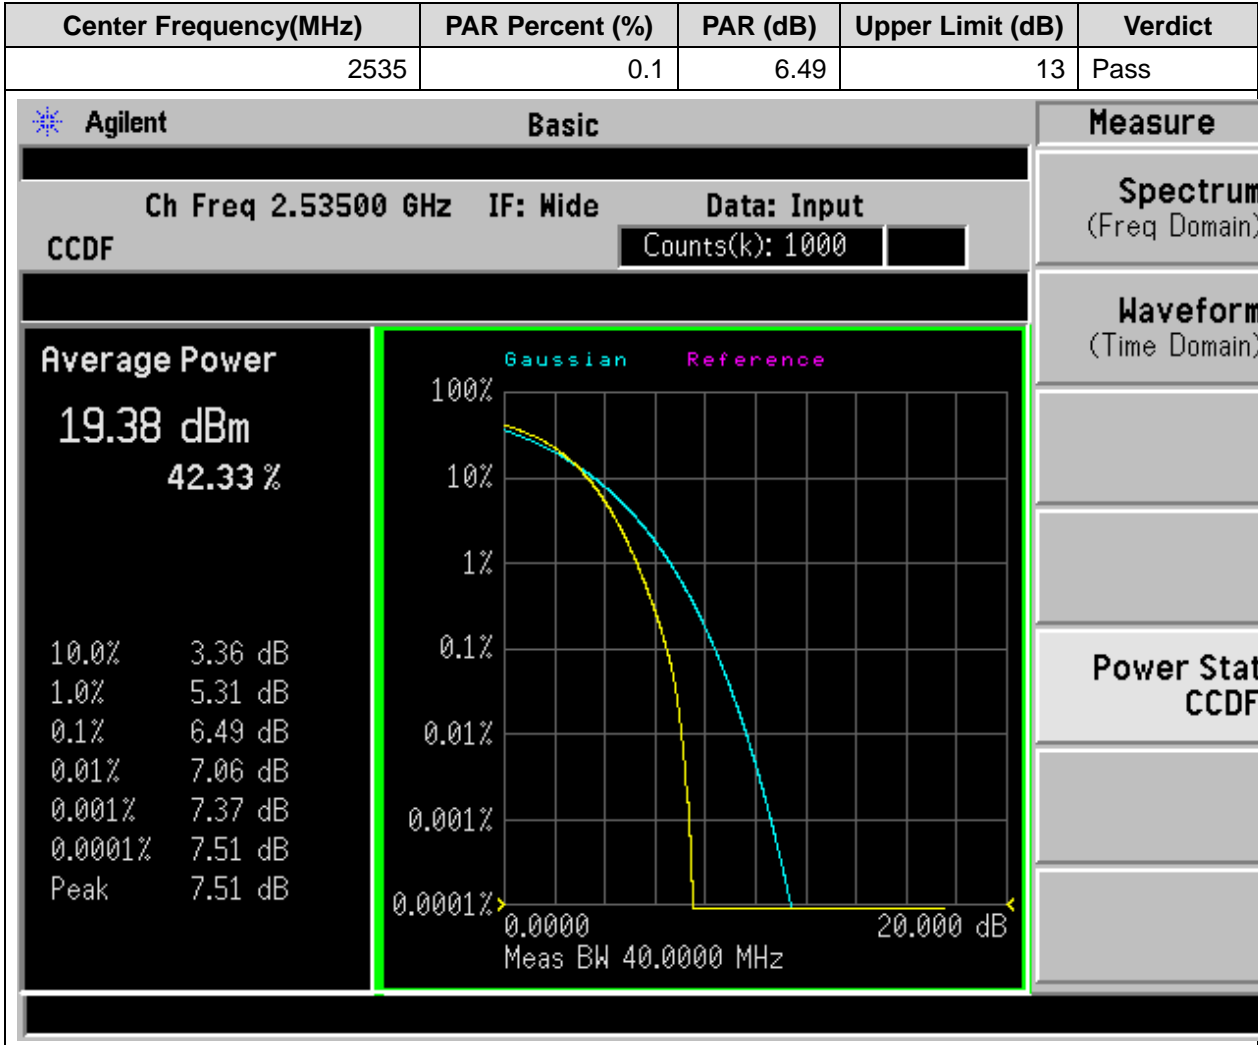 Center Frequency(MHz) PAR Percent (%) PAR (dB) Upper Limit (dB) Verdict
2535 0.1 6.49 13 Pass
Agilent Basic Measure
Ch Freq 2.53500 GHz IF: Wide Data: Input
CCDF Counts(k): 1000
Spectrum
(Freq Domain)
Waveform
(Time Domain)
Power Stat
CCDF
Average Power
19.38 dBm
42.33 %
10.0% 3.36 dB
1.0% 5.31 dB
0.1% 6.49 dB
0.01% 7.06 dB
0.001% 7.37 dB
0.0001% 7.51 dB
Peak 7.51 dB
Gaussian Reference
100%
10%
1%
0.1%
0.01%
0.001%
0.0001%
0.0000 20.000 dB
Meas BW 40.0000 MHz